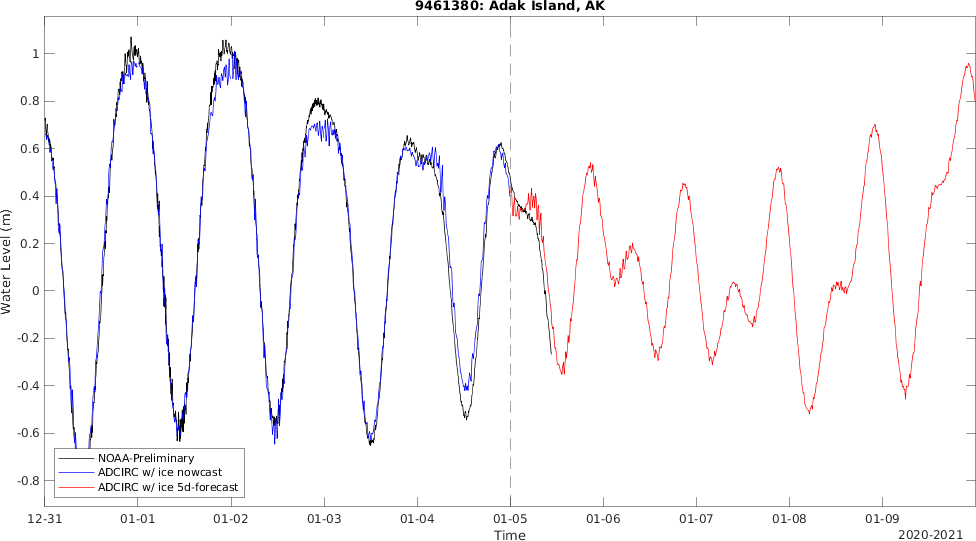 9461380: Adak Island, AK
Water Level (m)
1
0.8
0.6
0.4
0.2
0
-0.2
-0.4
-0.6
-0.8
NOAA-Preliminary
ADCIRC w/ ice nowcast
ADCIRC w/ ice 5d-forecast
12-31 01-01 01-02 01-03 01-04 01-05 01-06 01-07 01-08 01-09
Time
2020-2021